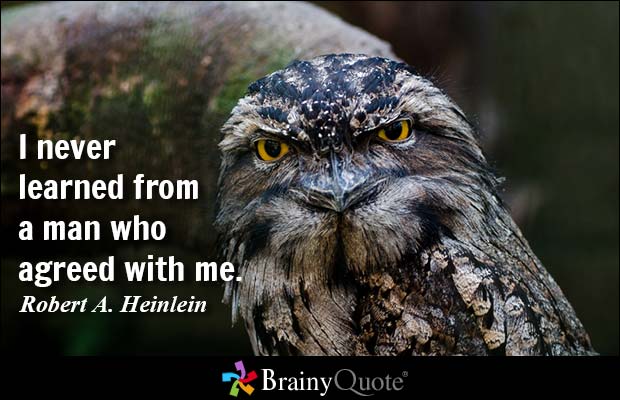 I never
learned from
a man who
agreed with me.
Robert A. Heinlein
BrainyQuote®